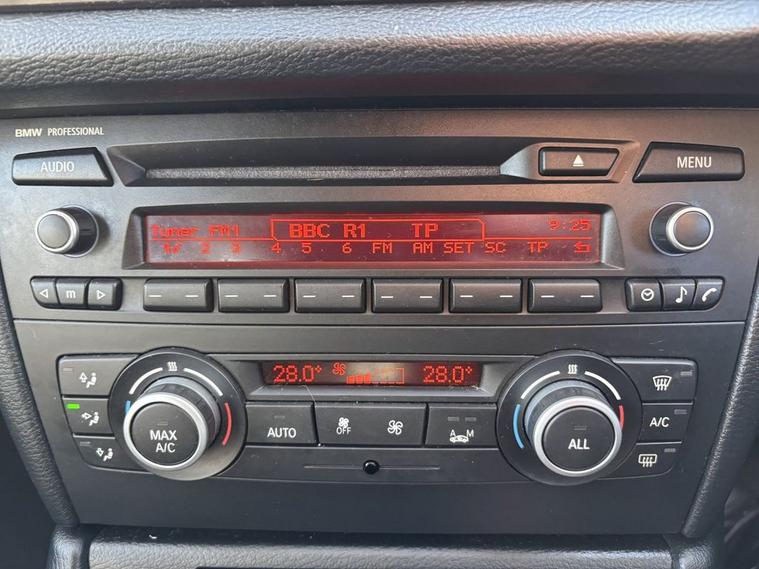 BMW PROFESSIONAL
AUDIO
MENU
Tuner FM1 BBC R1 TP 9:25
1✓ 2 3 4 5 6 FM AM SET SC TP
m
28.0° 28.0°
MAX A/C
AUTO
OFF
A M
ALL
A/C